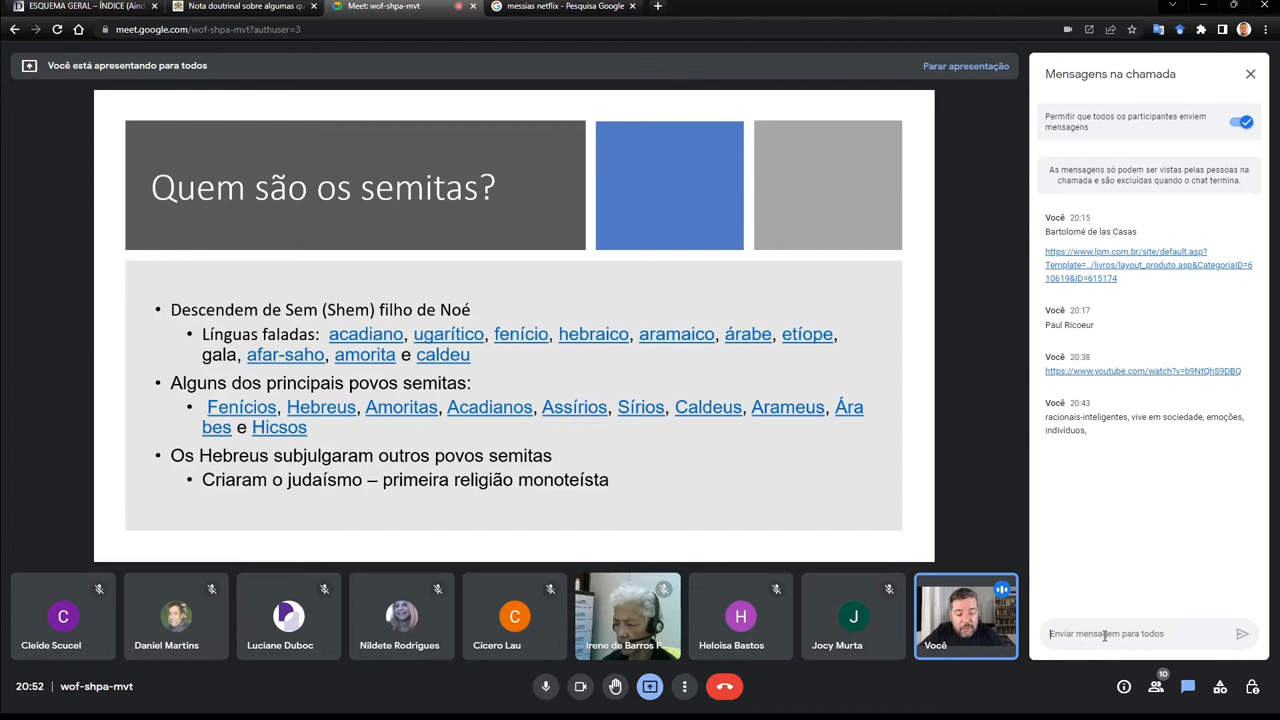 ESQUEMA GERAL – ÍNDICE (Ain
Nota doutrinal sobre algumas qu
Meet: wof-shpa-mvt
messias netflix - Pesquisa Google
meet.google.com/wof-shpa-mvt?authuser=3
Você está apresentando para todos
Parar apresentação
Quem são os semitas?
• Descendem de Sem (Shem) filho de Noé
• Línguas faladas: acadiano, ugarítico, fenício, hebraico, aramaico, árabe, etíope,
gala, afar-saho, amorita e caldeu
• Alguns dos principais povos semitas:
• Fenícios, Hebreus, Amoritas, Acadianos, Assírios, Sírios, Caldeus, Arameus, Ára
bes e Hicsos
• Os Hebreus subjulgaram outros povos semitas
• Criaram o judaísmo – primeira religião monoteísta
Mensagens na chamada
Permitir que todos os participantes enviem
mensagens
As mensagens só podem ser vistas pelas pessoas na
chamada e são excluídas quando o chat termina.
Você 20:15
Bartolomé de las Casas
https://www.lpm.com.br/site/default.asp?
Template=../livros/layout_produto.asp&CategoriaID=6
10619&ID=615174
Você 20:17
Paul Ricoeur
Você 20:38
https://www.youtube.com/watch?v=b9NtQhS9DBQ
Você 20:43
racionais-inteligentes, vive em sociedade, emoções,
indivíduos,
Enviar mensagem para todos
C
Cleide Scucel
Daniel Martins
Luciane Duboc
Nildete Rodrigues
C
Cicero Lau
Irene de Barros P...
H
Heloisa Bastos
J
Jocy Murta
Você
20:52 | wof-shpa-mvt
10